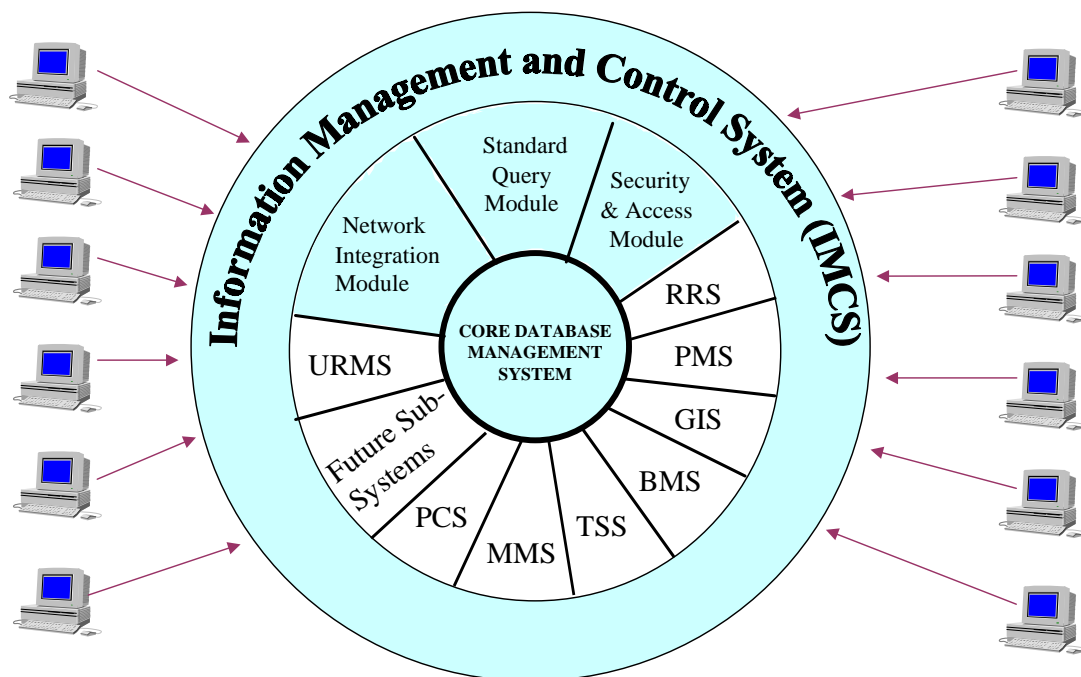 Information Management and Control System (IMCS)
Standard
Query
Module
Security
& Access
Module
Network
Integration
Module
RRS
CORE DATABASE
MANAGEMENT
SYSTEM
URMS
PMS
GIS
Future Sub-
Systems
BMS
PCS
TSS
MMS